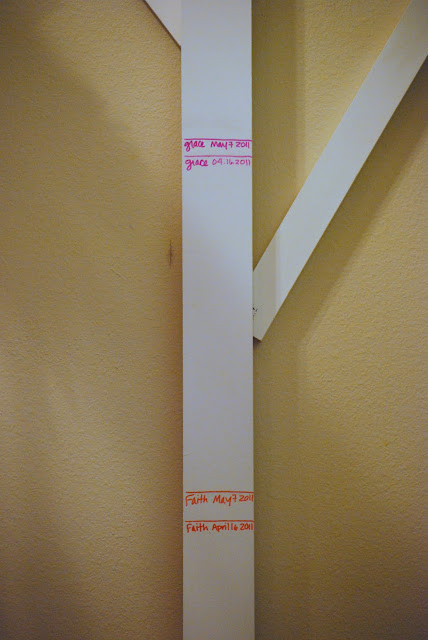 grace May 7 2011
grace 04.16.2011
Faith May 7 2011
Faith April 16 2011